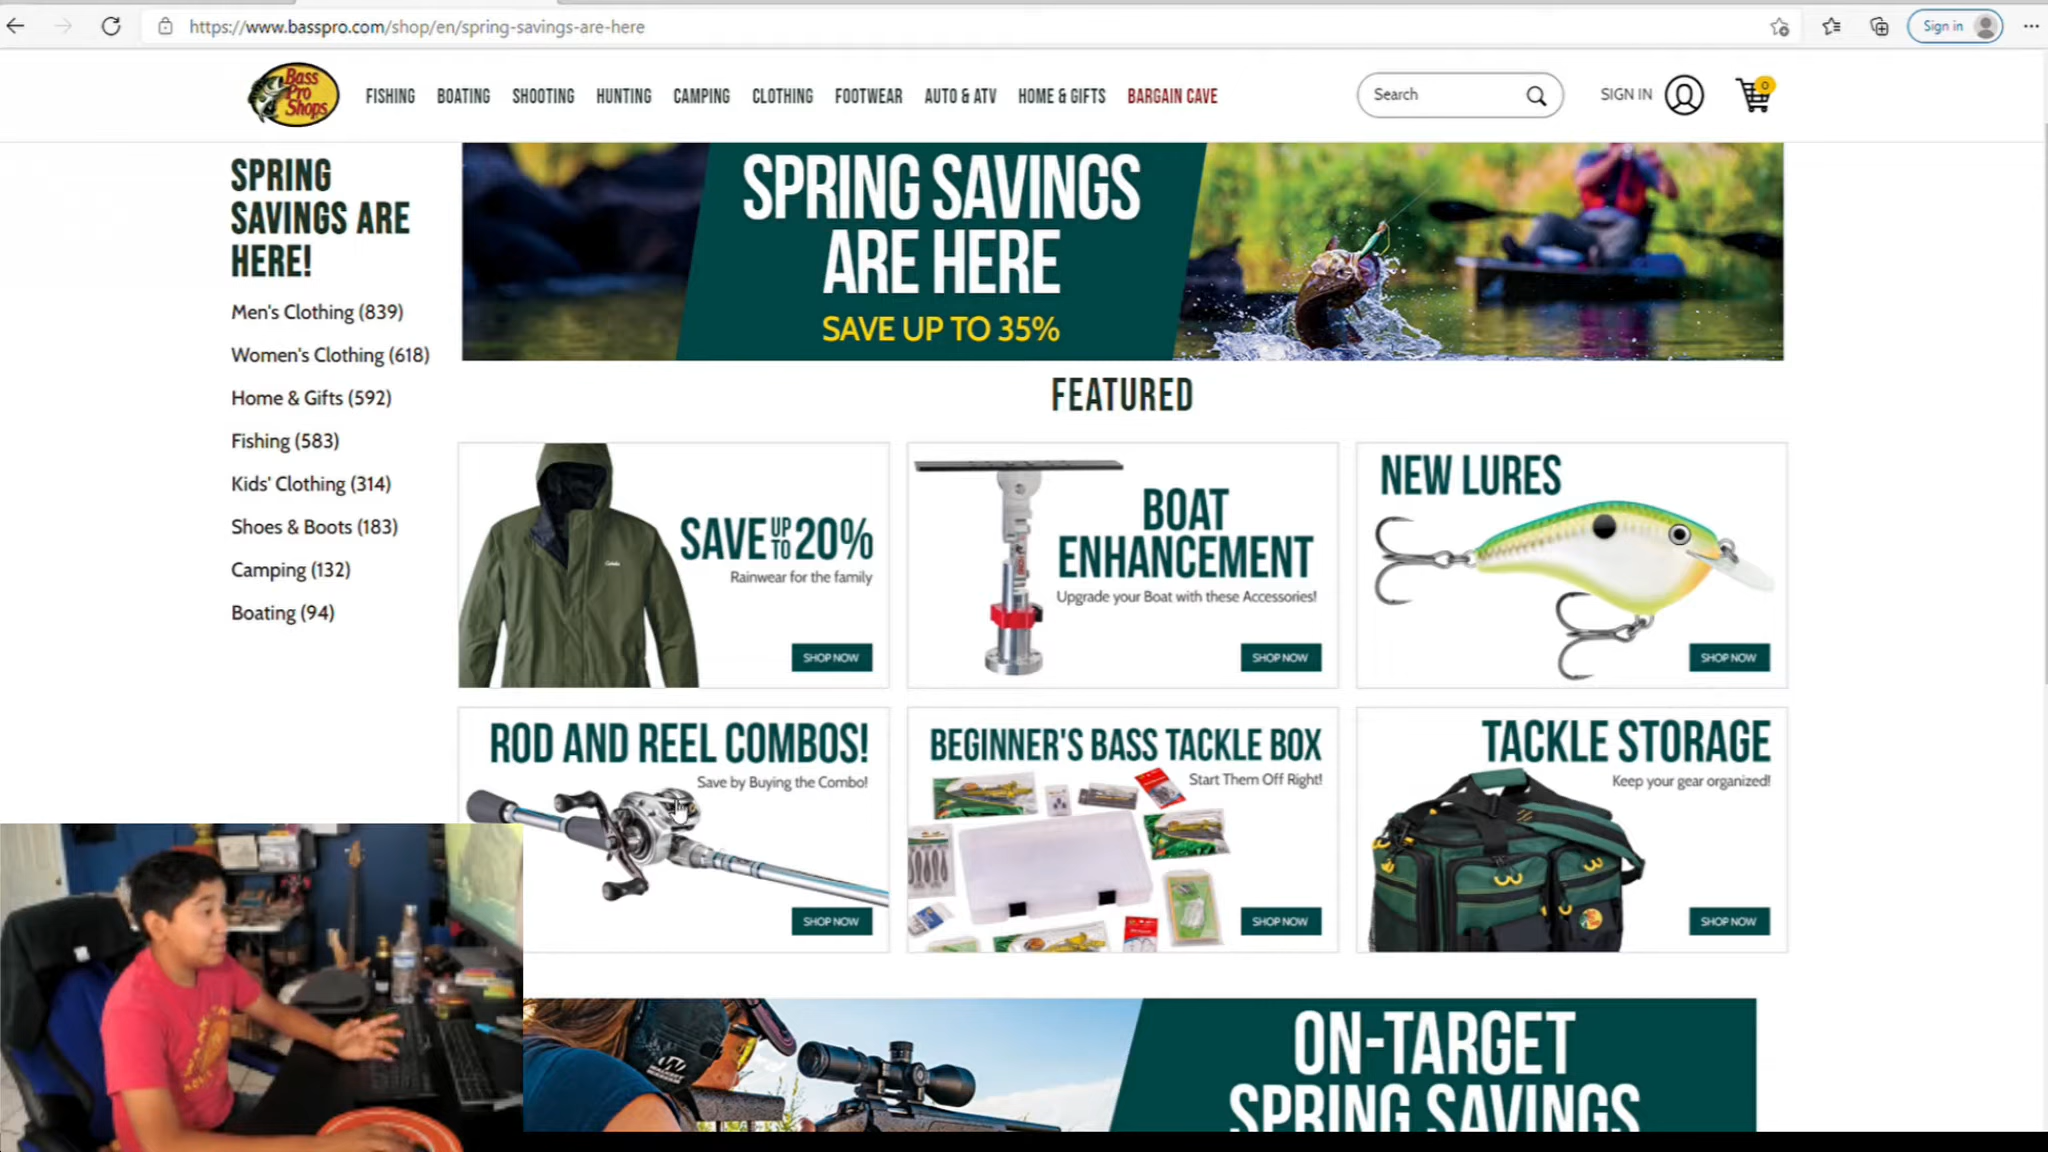 https://www.basspro.com/shop/en/spring-savings-are-here
Sign in
Bass
Pro
Shops
FISHING BOATING SHOOTING HUNTING CAMPING CLOTHING FOOTWEAR AUTO & ATV HOME & GIFTS BARGAIN CAVE
Search
SIGN IN
0
SPRING
SAVINGS ARE
HERE!
Men's Clothing (839)
Women's Clothing (618)
Home & Gifts (592)
Fishing (583)
Kids' Clothing (314)
Shoes & Boots (183)
Camping (132)
Boating (94)
SPRING SAVINGS
ARE HERE
SAVE UP TO 35%
FEATURED
SAVE UP TO 20%
Rainwear for the family
SHOP NOW
BOAT
ENHANCEMENT
Upgrade your Boat with these Accessories!
SHOP NOW
NEW LURES
SHOP NOW
ROD AND REEL COMBOS!
Save by Buying the Combo!
SHOP NOW
BEGINNER'S BASS TACKLE BOX
Start Them Off Right!
SHOP NOW
TACKLE STORAGE
Keep your gear organized!
SHOP NOW
ON-TARGET
SPRING SAVINGS